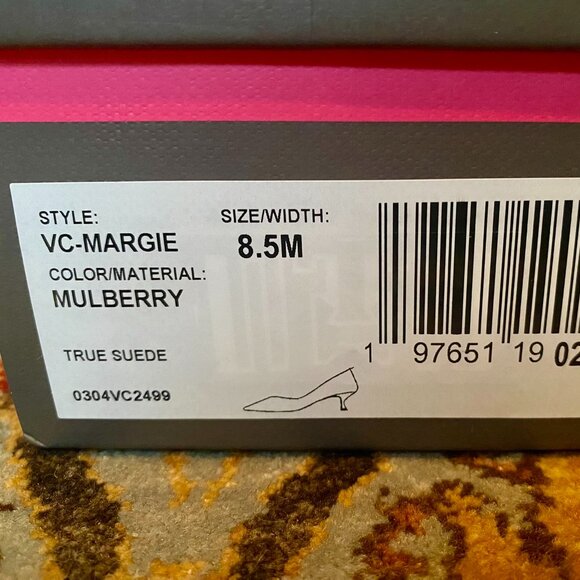 STYLE: SIZE/WIDTH:
VC-MARGIE 8.5M
COLOR/MATERIAL:
MULBERRY
TRUE SUEDE
0304VC2499
1 97651 19 02